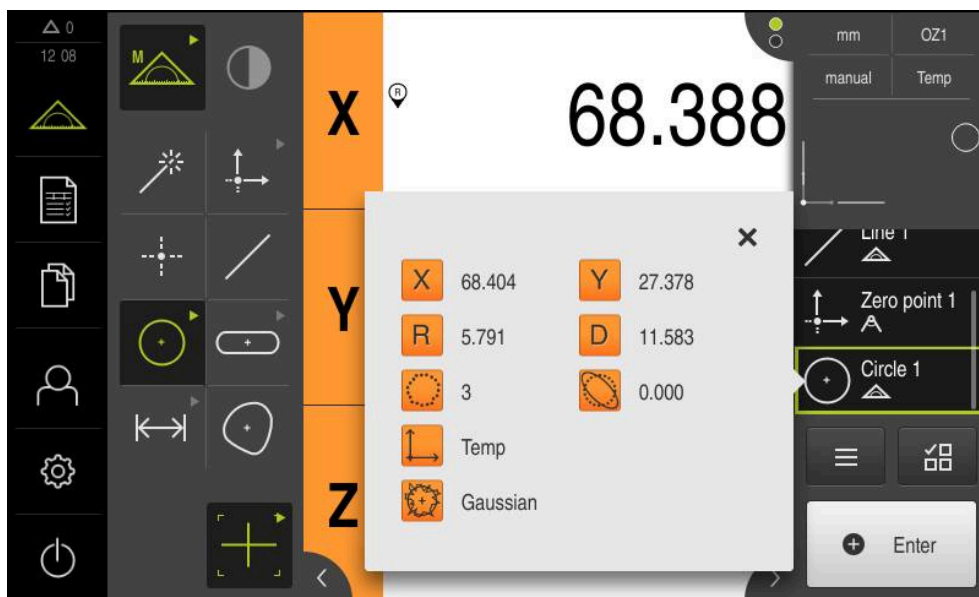 0
12 08
M
X
R
68.388
mm
OZ1
manual
Temp
Y
Z
X 68.404 Y 27.378
R 5.791 D 11.583
3 0.000
Temp
Gaussian
Line 1
Zero point 1
Circle 1
Enter